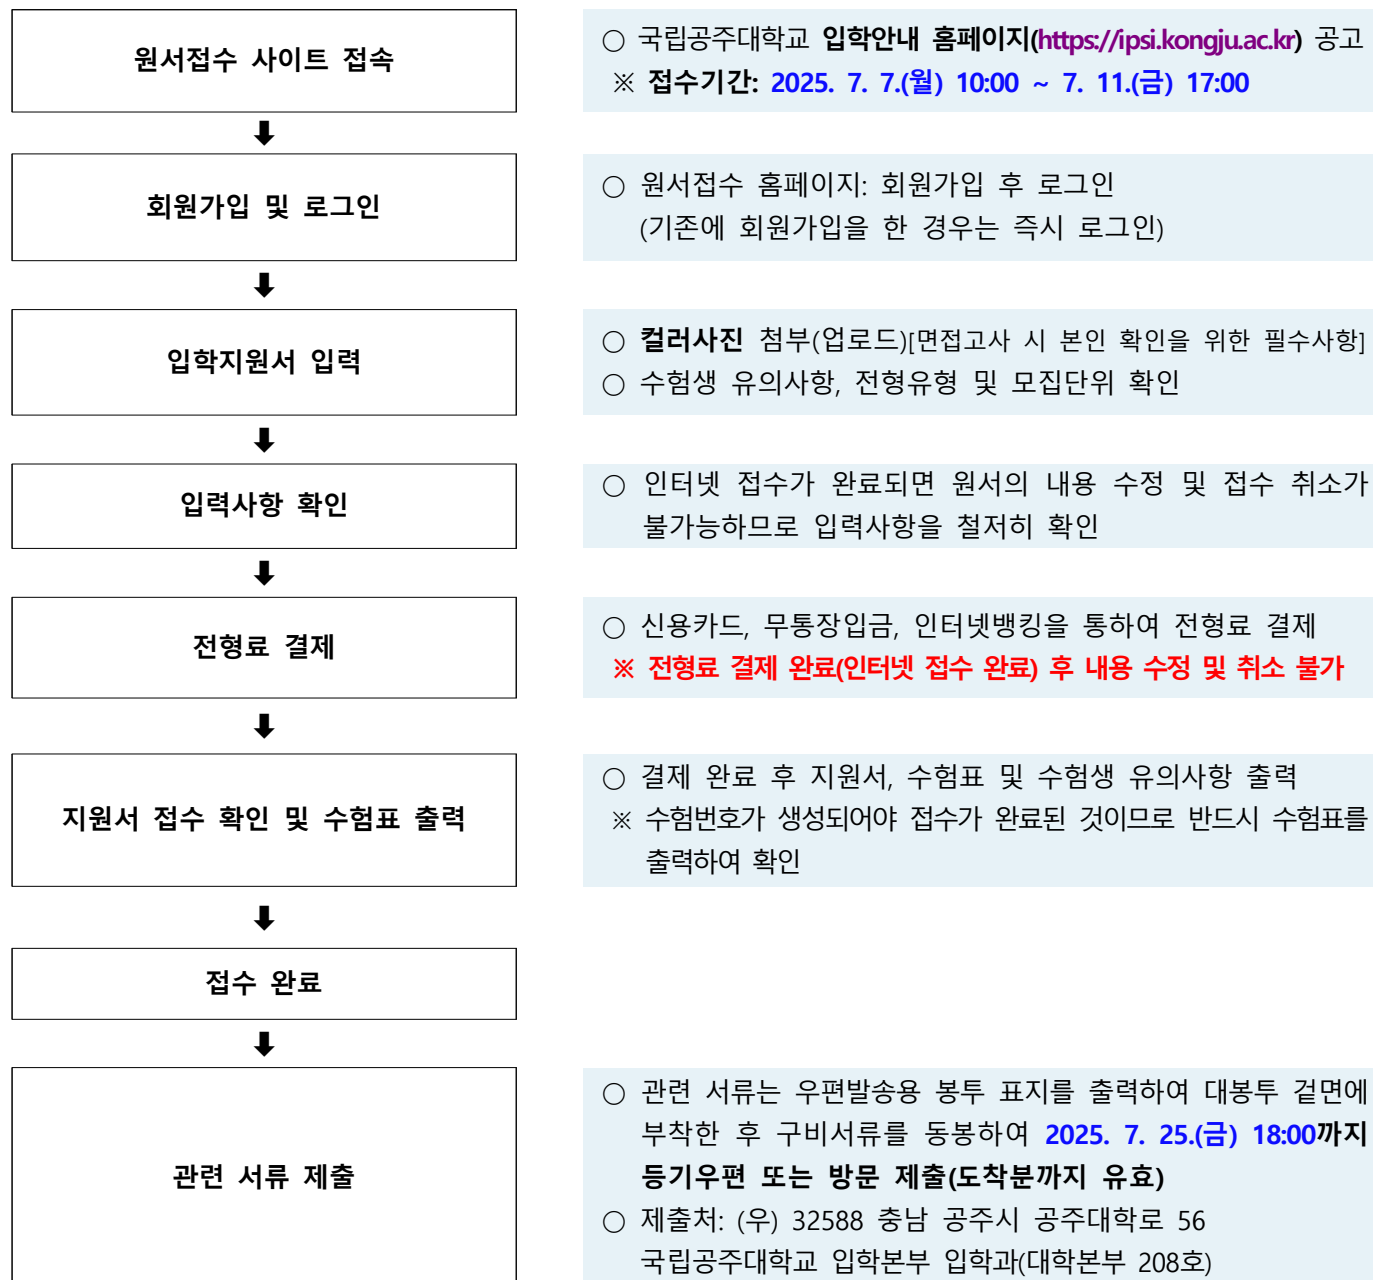 원서접수 사이트 접속
○ 국립공주대학교 입학안내 홈페이지(https://ipsi.kongju.ac.kr) 공고
※ 접수기간: 2025. 7. 7.(월) 10:00 ~ 7. 11.(금) 17:00
⬇
회원가입 및 로그인
○ 원서접수 홈페이지: 회원가입 후 로그인
(기존에 회원가입을 한 경우는 즉시 로그인)
⬇
입학지원서 입력
○ 컬러사진 첨부(업로드)[면접고사 시 본인 확인을 위한 필수사항]
○ 수험생 유의사항, 전형유형 및 모집단위 확인
⬇
입력사항 확인
○ 인터넷 접수가 완료되면 원서의 내용 수정 및 접수 취소가
불가능하므로 입력사항을 철저히 확인
⬇
전형료 결제
○ 신용카드, 무통장입금, 인터넷뱅킹을 통하여 전형료 결제
※ 전형료 결제 완료(인터넷 접수 완료) 후 내용 수정 및 취소 불가
⬇
지원서 접수 확인 및 수험표 출력
○ 결제 완료 후 지원서, 수험표 및 수험생 유의사항 출력
※ 수험번호가 생성되어야 접수가 완료된 것이므로 반드시 수험표를
출력하여 확인
⬇
접수 완료
⬇
관련 서류 제출
○ 관련 서류는 우편발송용 봉투 표지를 출력하여 대봉투 겉면에
부착한 후 구비서류를 동봉하여 2025. 7. 25.(금) 18:00까지
등기우편 또는 방문 제출(도착분까지 유효)
○ 제출처: (우) 32588 충남 공주시 공주대학로 56
국립공주대학교 입학본부 입학과(대학본부 208호)